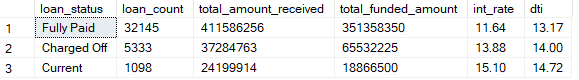 loan_status loan_count total_amount_received total_funded_amount int_rate dti
1 Fully Paid 32145 411586256 351358350 11.64 13.17
2 Charged Off 5333 37284763 65532225 13.88 14.00
3 Current 1098 24199914 18866500 15.10 14.72